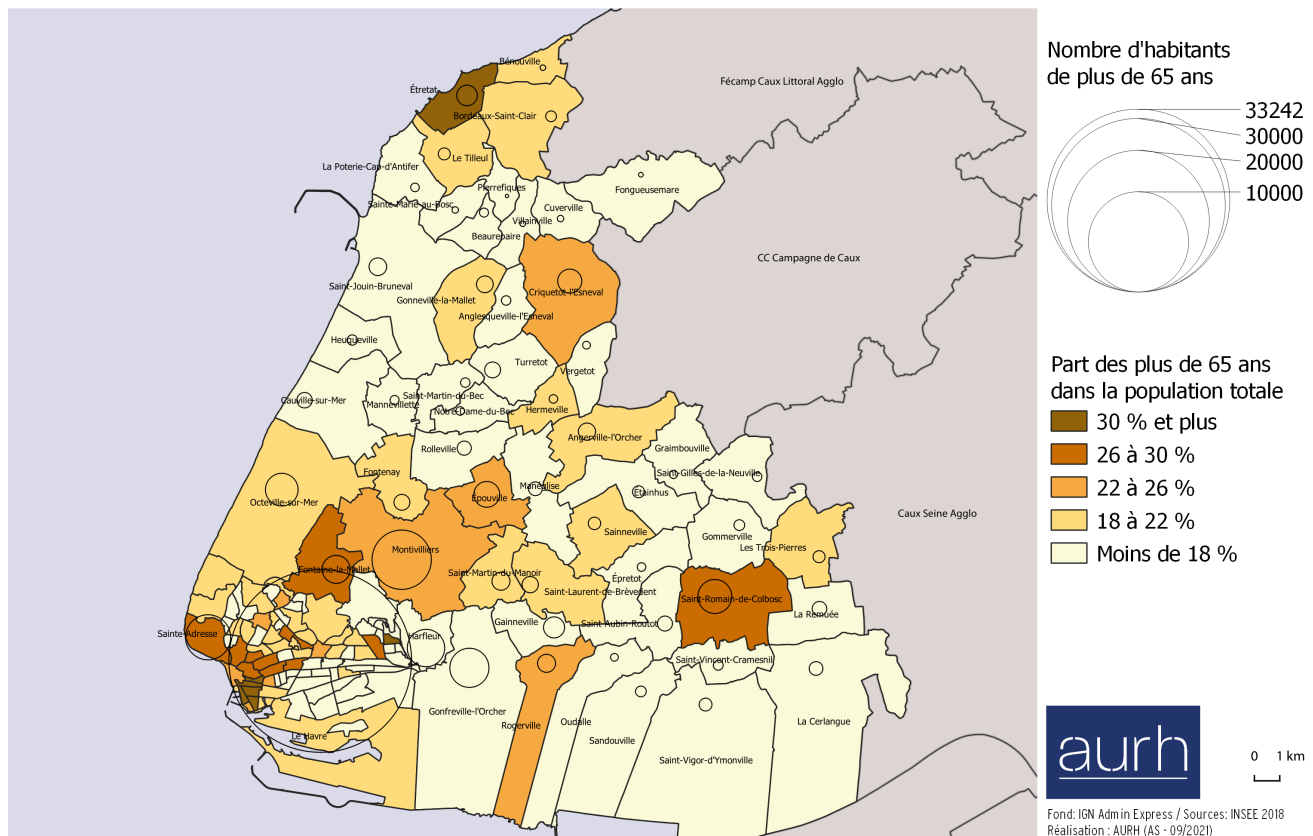 Bénouville
Étretat
Bordeaux-Saint-Clair
Fécamp Caux Littoral Agglo
Le Tilleul
La Poterie-Cap-d'Antifer
Fongueusemare
Pierrefiques
Sainte-Marie-au-Bosc
Cuverville
Villainville
Beaurepaire
CC Campagne de Caux
Saint-Jouin-Bruneval
Criquetot-l'Esneval
Gonneville-la-Mallet
Anglesqueville-l'Esneval
Heuqueville
Turretot
Vergetot
Saint-Martin-du-Bec
Cauville-sur-Mer
Mannevillette
Notre-Dame-du-Bec
Hermeville
Angerville-l'Orcher
Rolleville
Graimbouville
Fontenay
Saint-Gilles-de-la-Neuville
Manéglise
Étainhus
Épouville
Octeville-sur-Mer
Caux Seine Agglo
Sainneville
Gommerville
Montivilliers
Les Trois-Pierres
Fontaine-la-Mallet
Saint-Martin-du-Manoir
Épretot
Saint-Laurent-de-Brèvedent
Saint-Romain-de-Colbosc
La Remuée
Gainneville
Saint-Aubin-Routot
Sainte-Adresse
Harfleur
Saint-Vincent-Cramesnil
Gonfreville-l'Orcher
Rogerville
Oudalle
La Cerlangue
Le Havre
Sandouville
Saint-Vigor-d'Ymonville
Nombre d'habitants
de plus de 65 ans
33242
30000
20000
10000
Part des plus de 65 ans
dans la population totale
30 % et plus
26 à 30 %
22 à 26 %
18 à 22 %
Moins de 18 %
aurh
0 1 km
Fond: IGN Admin Express / Sources: INSEE 2018
Réalisation : AURH (AS - 09/2021)